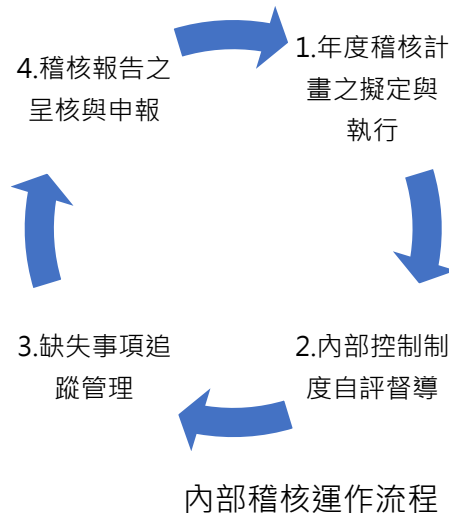 1.年度稽核計
畫之擬定與
執行
2.內部控制制
度自評督導
3.缺失事項追
蹤管理
4.稽核報告之
呈核與申報
內部稽核運作流程